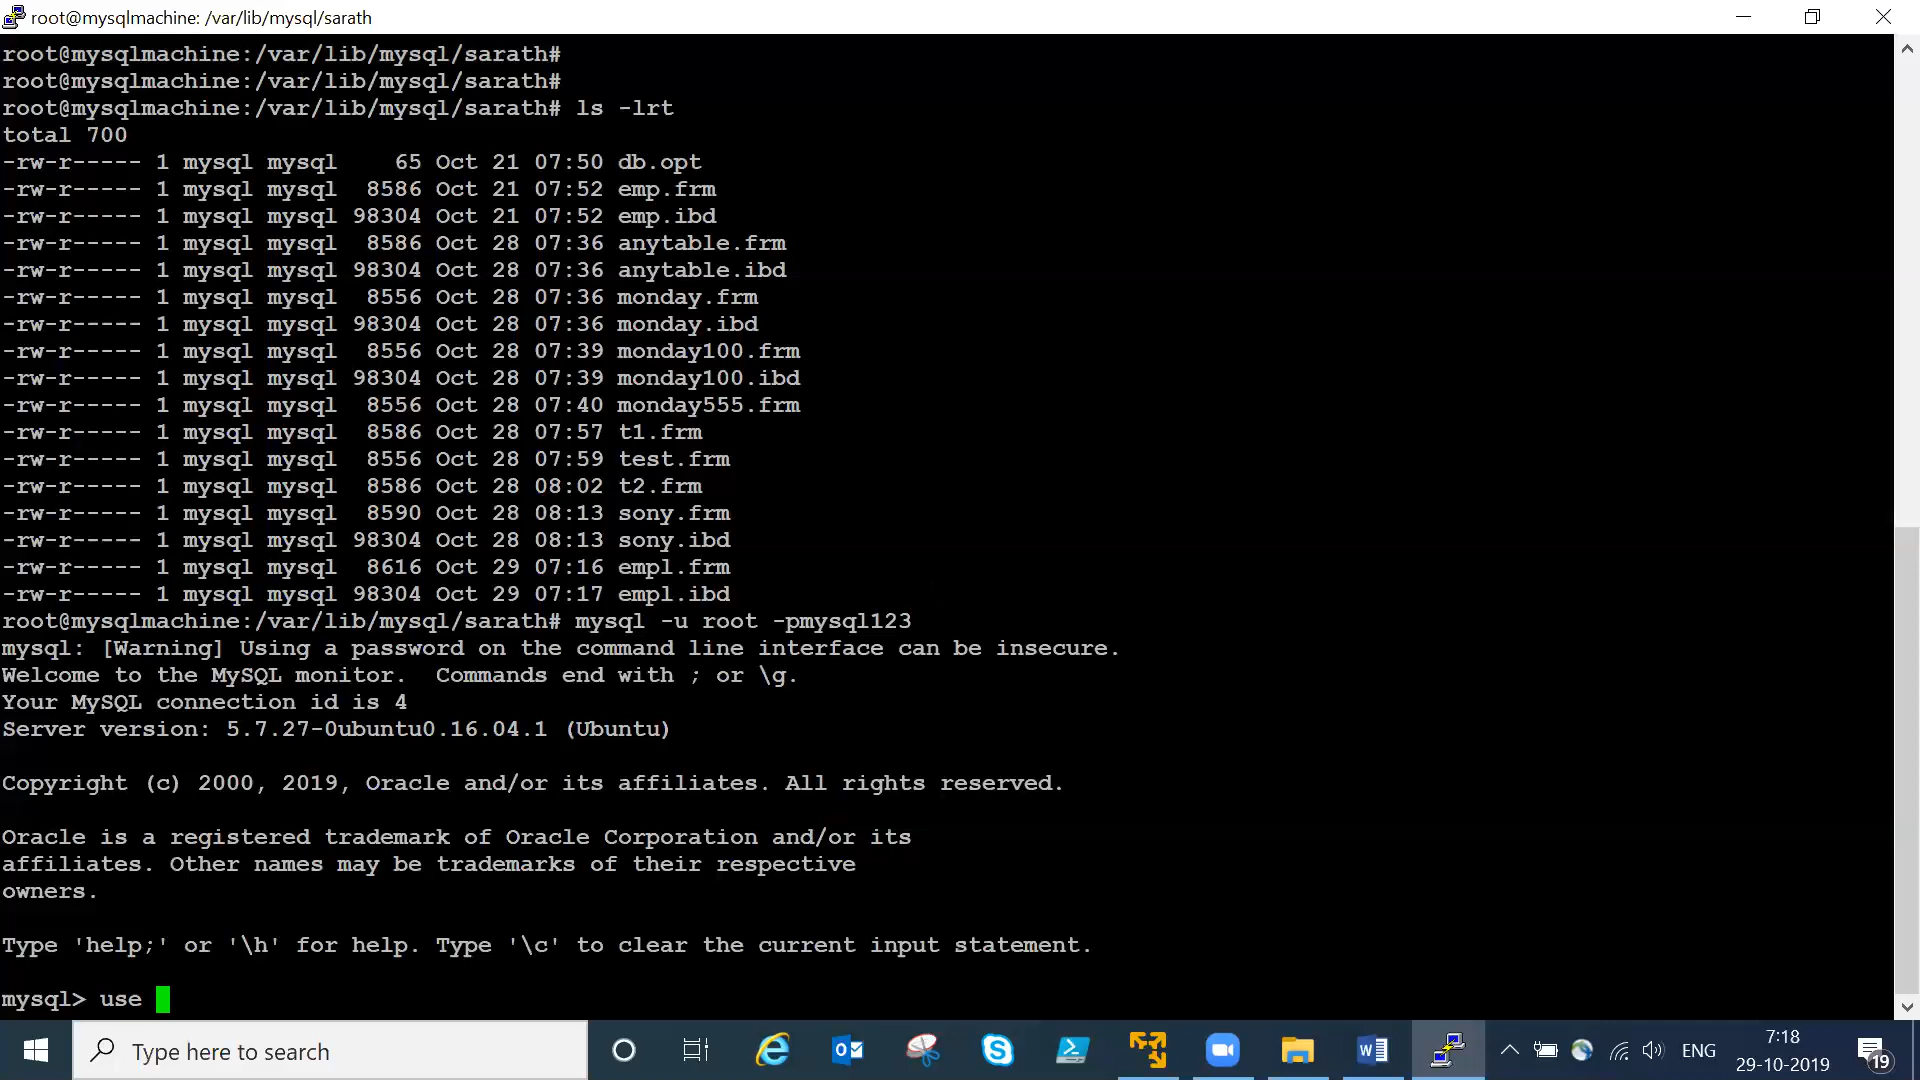 root@mysqlmachine: /var/lib/mysql/sarath
root@mysqlmachine:/var/lib/mysql/sarath#
root@mysqlmachine:/var/lib/mysql/sarath#
root@mysqlmachine:/var/lib/mysql/sarath# ls -lrt
total 700
-rw-r----- 1 mysql mysql    65 Oct 21 07:50 db.opt
-rw-r----- 1 mysql mysql  8586 Oct 21 07:52 emp.frm
-rw-r----- 1 mysql mysql 98304 Oct 21 07:52 emp.ibd
-rw-r----- 1 mysql mysql  8586 Oct 28 07:36 anytable.frm
-rw-r----- 1 mysql mysql 98304 Oct 28 07:36 anytable.ibd
-rw-r----- 1 mysql mysql  8556 Oct 28 07:36 monday.frm
-rw-r----- 1 mysql mysql 98304 Oct 28 07:36 monday.ibd
-rw-r----- 1 mysql mysql  8556 Oct 28 07:39 monday100.frm
-rw-r----- 1 mysql mysql 98304 Oct 28 07:39 monday100.ibd
-rw-r----- 1 mysql mysql  8556 Oct 28 07:40 monday555.frm
-rw-r----- 1 mysql mysql  8586 Oct 28 07:57 t1.frm
-rw-r----- 1 mysql mysql  8556 Oct 28 07:59 test.frm
-rw-r----- 1 mysql mysql  8586 Oct 28 08:02 t2.frm
-rw-r----- 1 mysql mysql  8590 Oct 28 08:13 sony.frm
-rw-r----- 1 mysql mysql 98304 Oct 28 08:13 sony.ibd
-rw-r----- 1 mysql mysql  8616 Oct 29 07:16 empl.frm
-rw-r----- 1 mysql mysql 98304 Oct 29 07:17 empl.ibd
root@mysqlmachine:/var/lib/mysql/sarath# mysql -u root -pmysql123
mysql: [Warning] Using a password on the command line interface can be insecure.
Welcome to the MySQL monitor.  Commands end with ; or \g.
Your MySQL connection id is 4
Server version: 5.7.27-0ubuntu0.16.04.1 (Ubuntu)
Copyright (c) 2000, 2019, Oracle and/or its affiliates. All rights reserved.
Oracle is a registered trademark of Oracle Corporation and/or its
affiliates. Other names may be trademarks of their respective
owners.
Type 'help;' or '\h' for help. Type '\c' to clear the current input statement.
mysql> use
Type here to search
ENG
7:18
29-10-2019
19